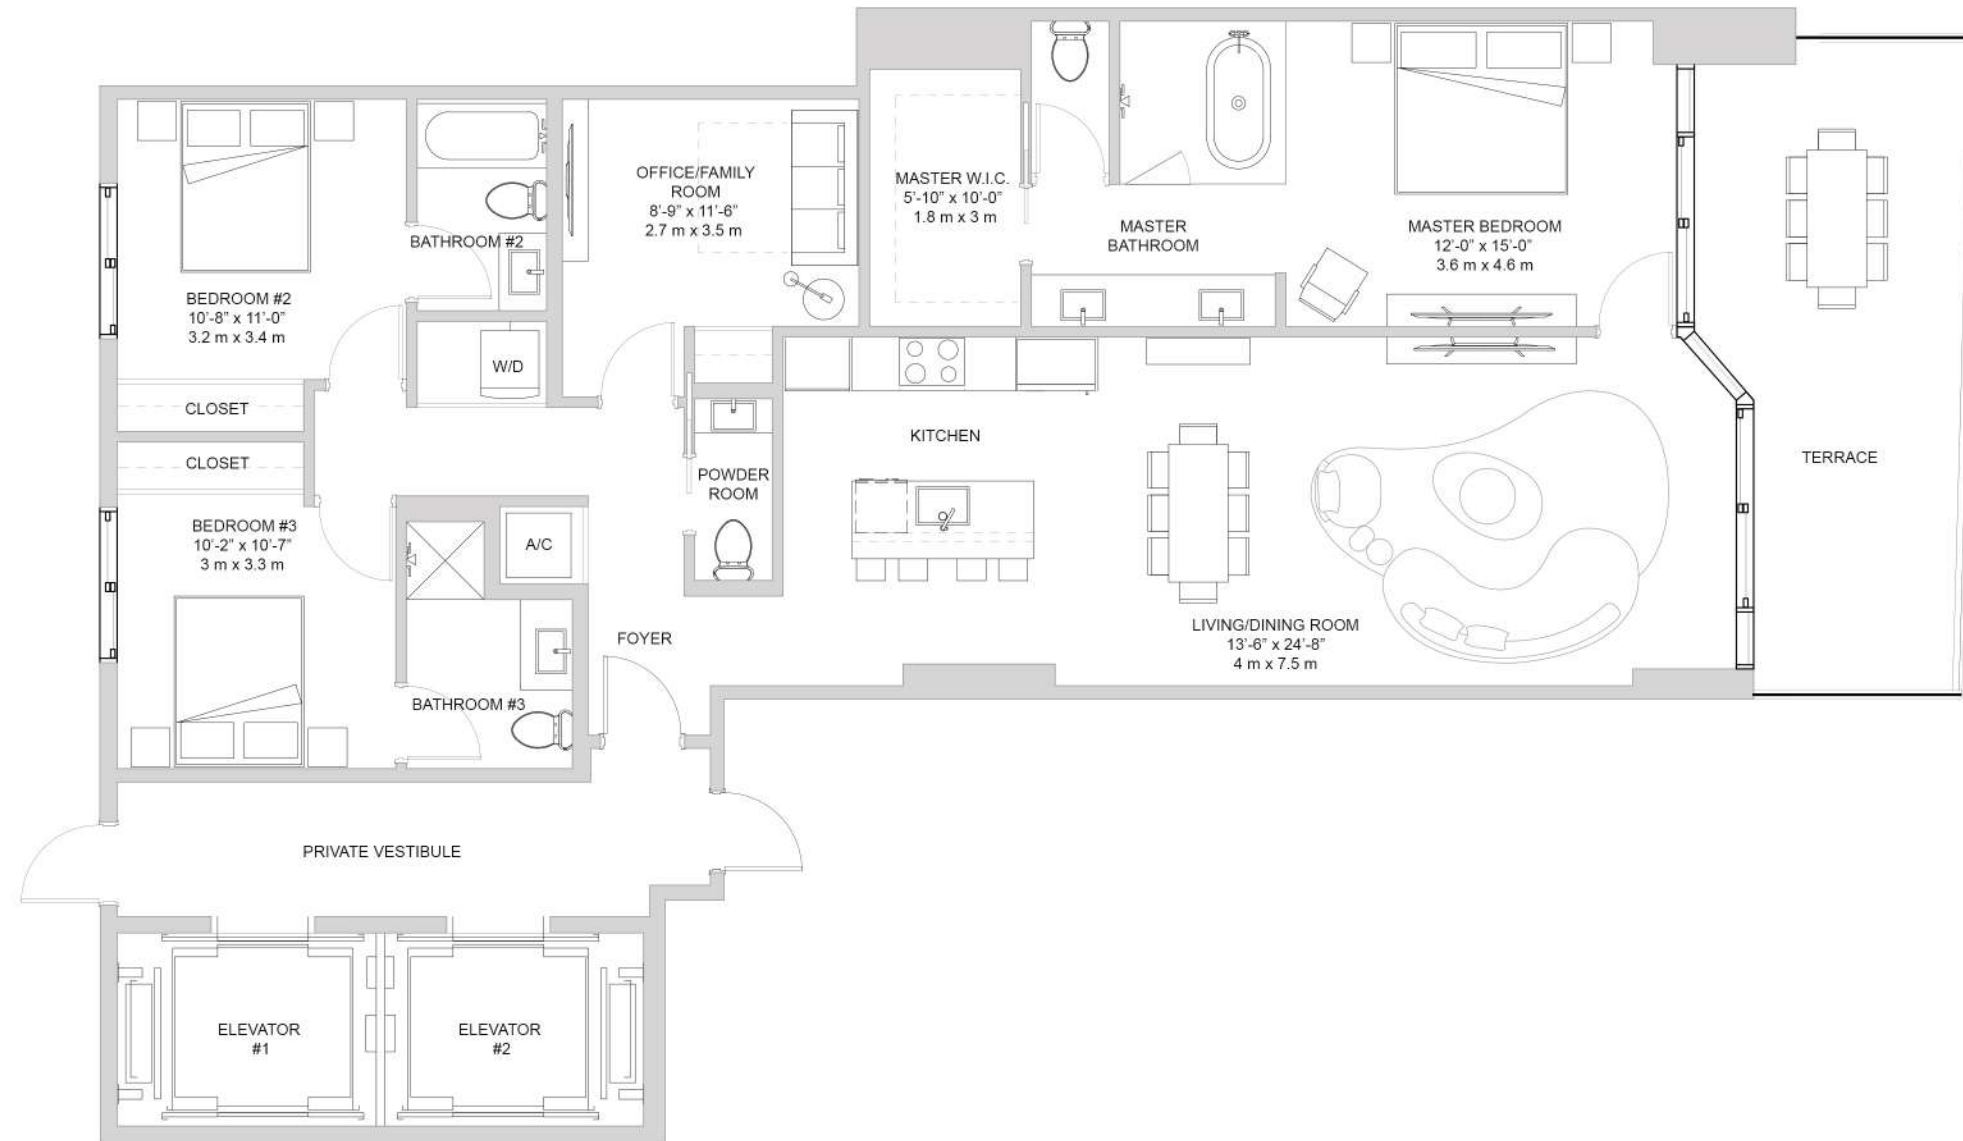 OFFICE/FAMILY
ROOM
8'-9" x 11'-6"
2.7 m x 3.5 m
MASTER W.I.C.
5'-10" x 10'-0"
1.8 m x 3 m
MASTER
BATHROOM
MASTER BEDROOM
12'-0" x 15'-0"
3.6 m x 4.6 m
BATHROOM #2
BEDROOM #2
10'-8" x 11'-0"
3.2 m x 3.4 m
W/D
CLOSET
CLOSET
KITCHEN
TERRACE
POWDER
ROOM
BEDROOM #3
10'-2" x 10'-7"
3 m x 3.3 m
A/C
FOYER
LIVING/DINING ROOM
13'-6" x 24'-8"
4 m x 7.5 m
BATHROOM #3
PRIVATE VESTIBULE
ELEVATOR
#1
ELEVATOR
#2